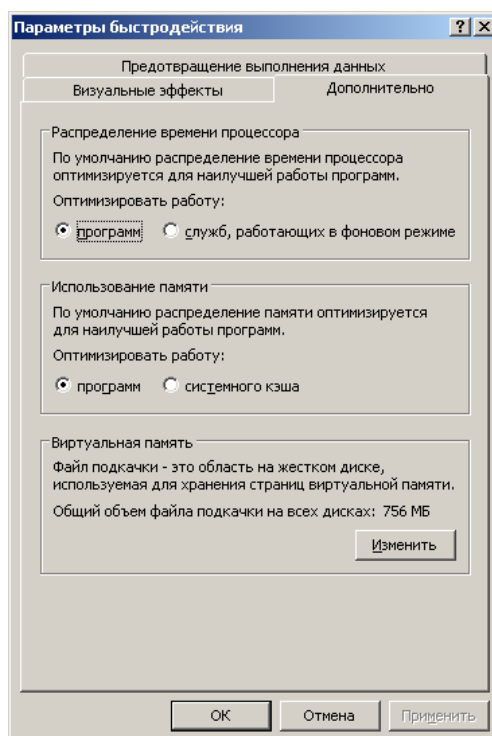 Параметры быстродействия
Предотвращение выполнения данных
Визуальные эффекты
Дополнительно
Распределение времени процессора
По умолчанию распределение времени процессора
оптимизируется для наилучшей работы программ.
Оптимизировать работу:
программ
служб, работающих в фоновом режиме
Использование памяти
По умолчанию распределение памяти оптимизируется
для наилучшей работы программ.
Оптимизировать работу:
программ
системного кэша
Виртуальная память
Файл подкачки - это область на жестком диске,
используемая для хранения страниц виртуальной памяти.
Общий объем файла подкачки на всех дисках: 756 МБ
Изменить
ОК
Отмена
Применить